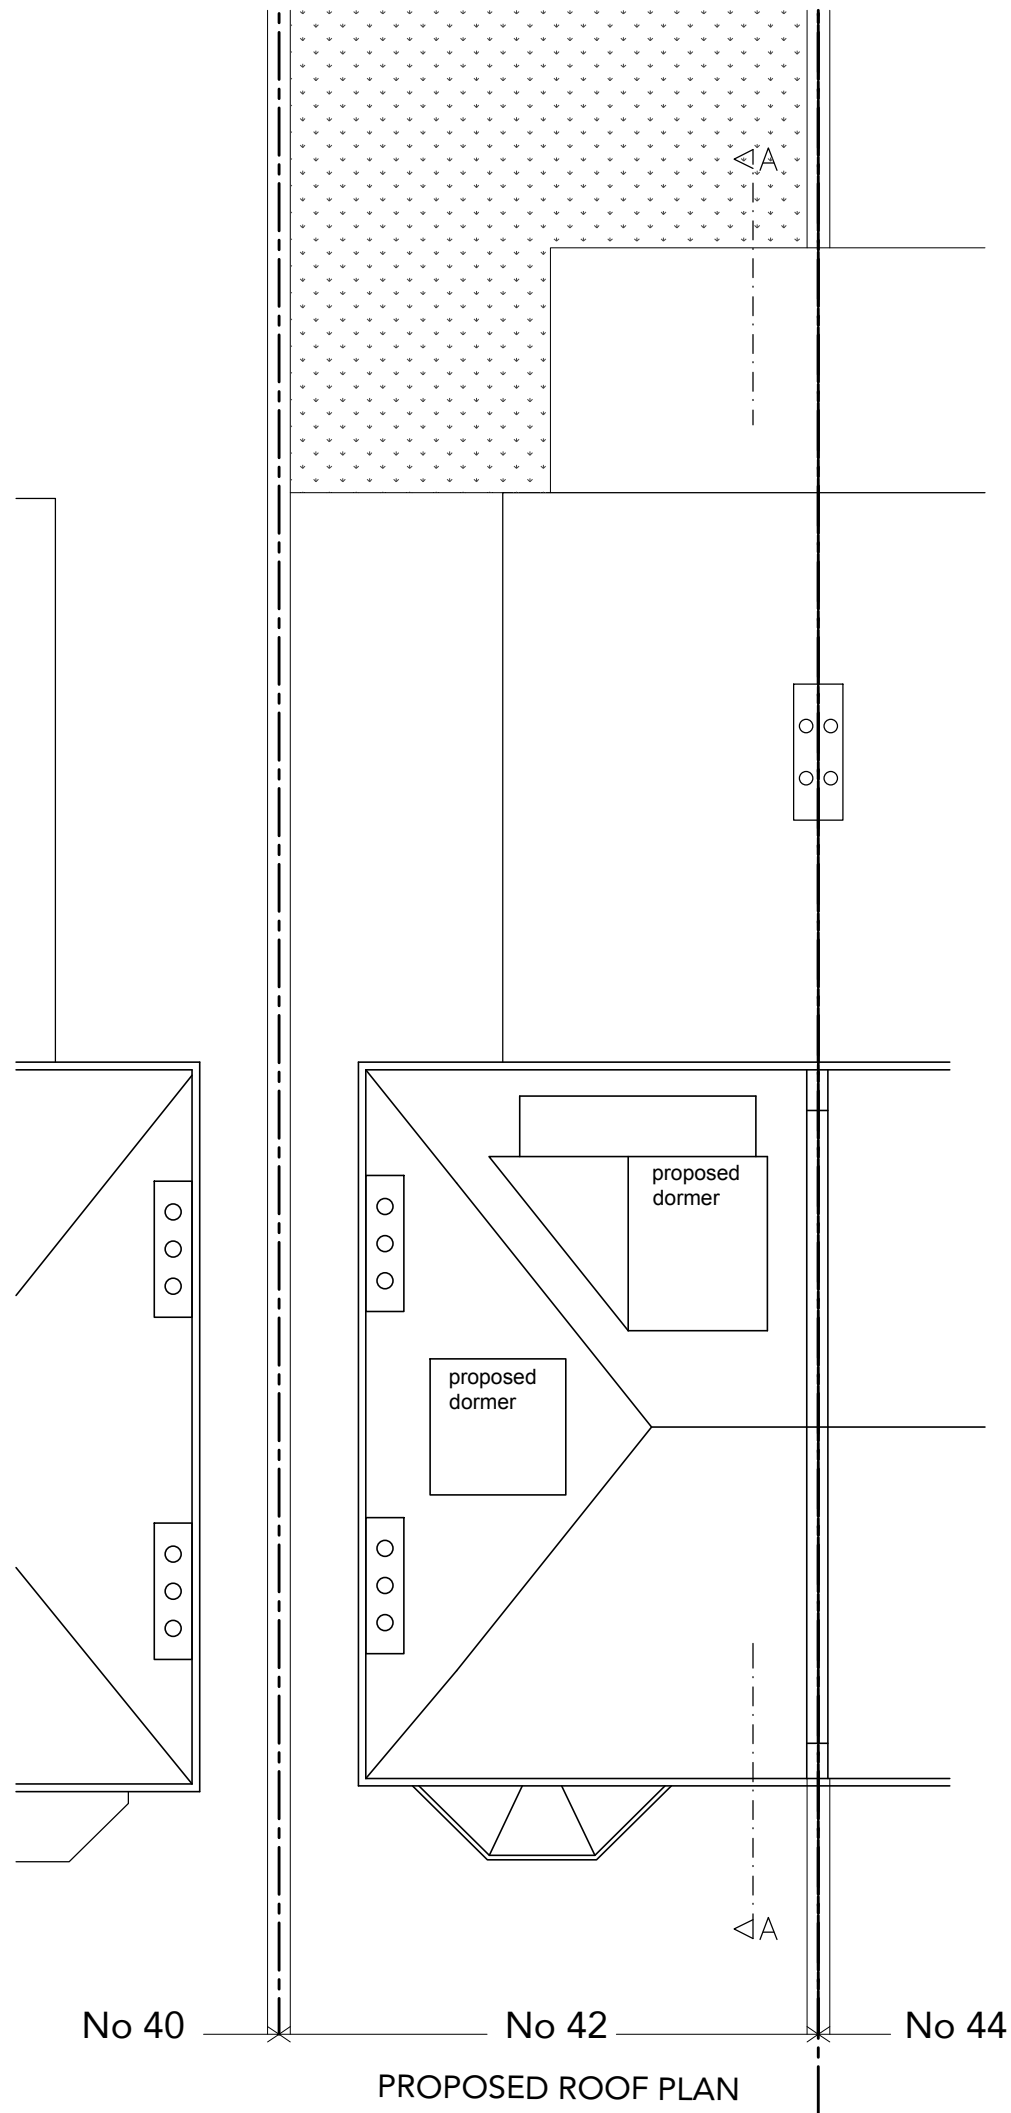 A
proposed
dormer
proposed
dormer
A
No 40
No 42
No 44
PROPOSED ROOF PLAN